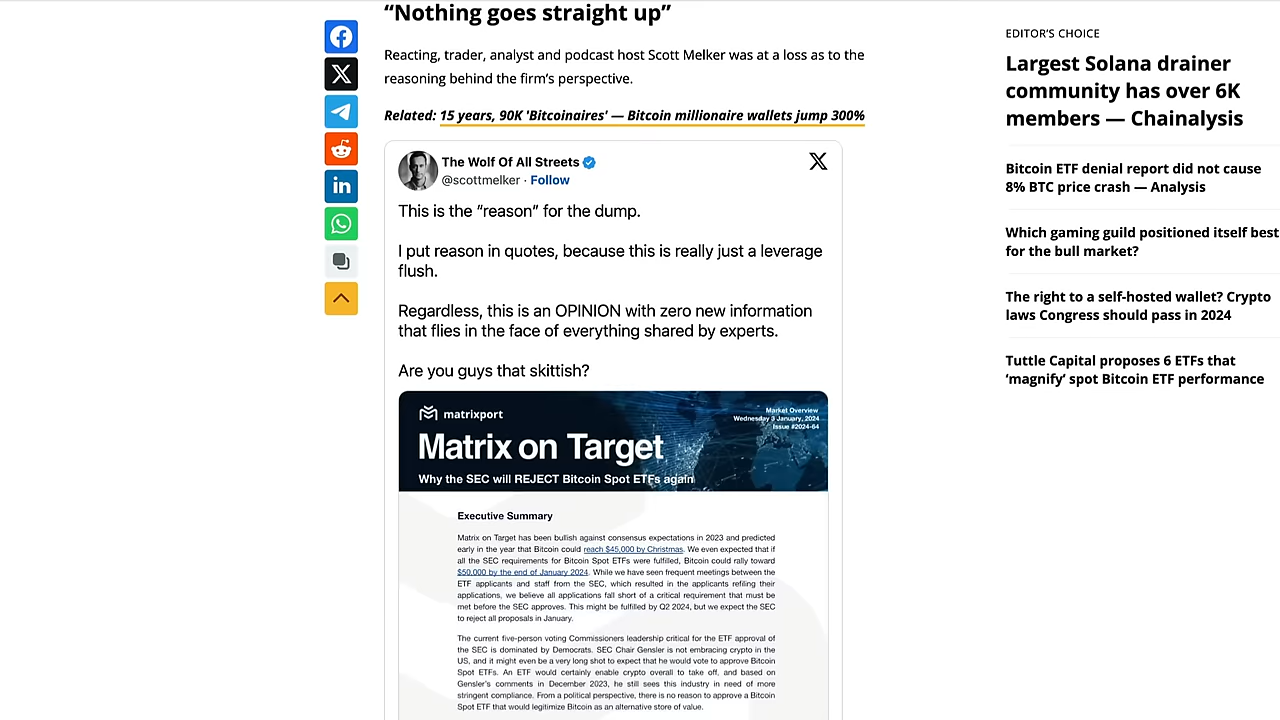 “Nothing goes straight up”
Reacting, trader, analyst and podcast host Scott Melker was at a loss as to the
reasoning behind the firm’s perspective.
Related: 15 years, 90K 'Bitcoinaires' — Bitcoin millionaire wallets jump 300%
The Wolf Of All Streets
@scottmelker · Follow
This is the “reason” for the dump.
I put reason in quotes, because this is really just a leverage
flush.
Regardless, this is an OPINION with zero new information
that flies in the face of everything shared by experts.
Are you guys that skittish?
matrixport
Market Overview
Wednesday 3 January, 2024
Issue #2024-64
Matrix on Target
Why the SEC will REJECT Bitcoin Spot ETFs again
Executive Summary
Matrix on Target has been bullish against consensus expectations in 2023 and predicted
early in the year that Bitcoin could reach $45,000 by Christmas. We even expected that if
all the SEC requirements for Bitcoin Spot ETFs were fulfilled, Bitcoin could rally toward
$50,000 by the end of January 2024. While we have seen frequent meetings between the
ETF applicants and staff from the SEC, which resulted in the applicants refiling their
applications, we believe all applications fall short of a critical requirement that must be
met before the SEC approves. This might be fulfilled by Q2 2024, but we expect the SEC
to reject all proposals in January.
The current five-person voting Commissioners leadership critical for the ETF approval of
the SEC is dominated by Democrats. SEC Chair Gensler is not embracing crypto in the
US, and it might even be a very long shot to expect that he would vote to approve Bitcoin
Spot ETFs. An ETF would certainly enable crypto overall to take off, and based on
Gensler's comments in December 2023, he still sees this industry in need of more
stringent compliance. From a political perspective, there is no reason to approve a Bitcoin
Spot ETF that would legitimize Bitcoin as an alternative store of value.
EDITOR’S CHOICE
Largest Solana drainer
community has over 6K
members — Chainalysis
Bitcoin ETF denial report did not cause
8% BTC price crash — Analysis
Which gaming guild positioned itself best
for the bull market?
The right to a self-hosted wallet? Crypto
laws Congress should pass in 2024
Tuttle Capital proposes 6 ETFs that
‘magnify’ spot Bitcoin ETF performance